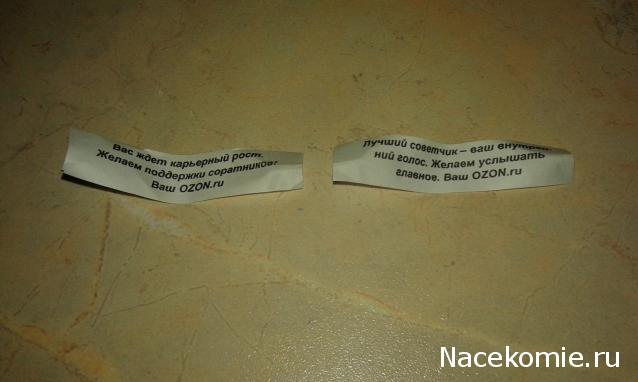 Вас ждет карьерный рост.
Желаем поддержки соратников!
Ваш OZON.ru
лучший советчик – ваш внутрен-
ний голос. Желаем услышать
главное. Ваш OZON.ru
Nacekomie.ru